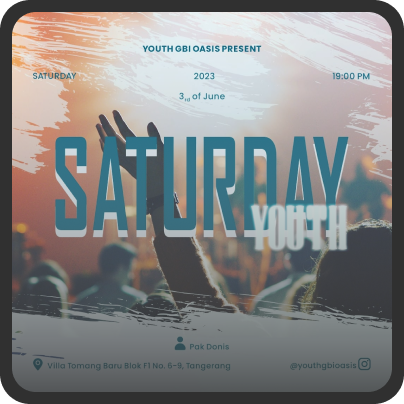 YOUTH GBI OASIS PRESENT
SATURDAY 2023 19:00 PM
3rd of June
SATURDAY
YOUTH
Pak Donis
Villa Tomang Baru Blok F1 No. 6-9, Tangerang @youthgbioasis